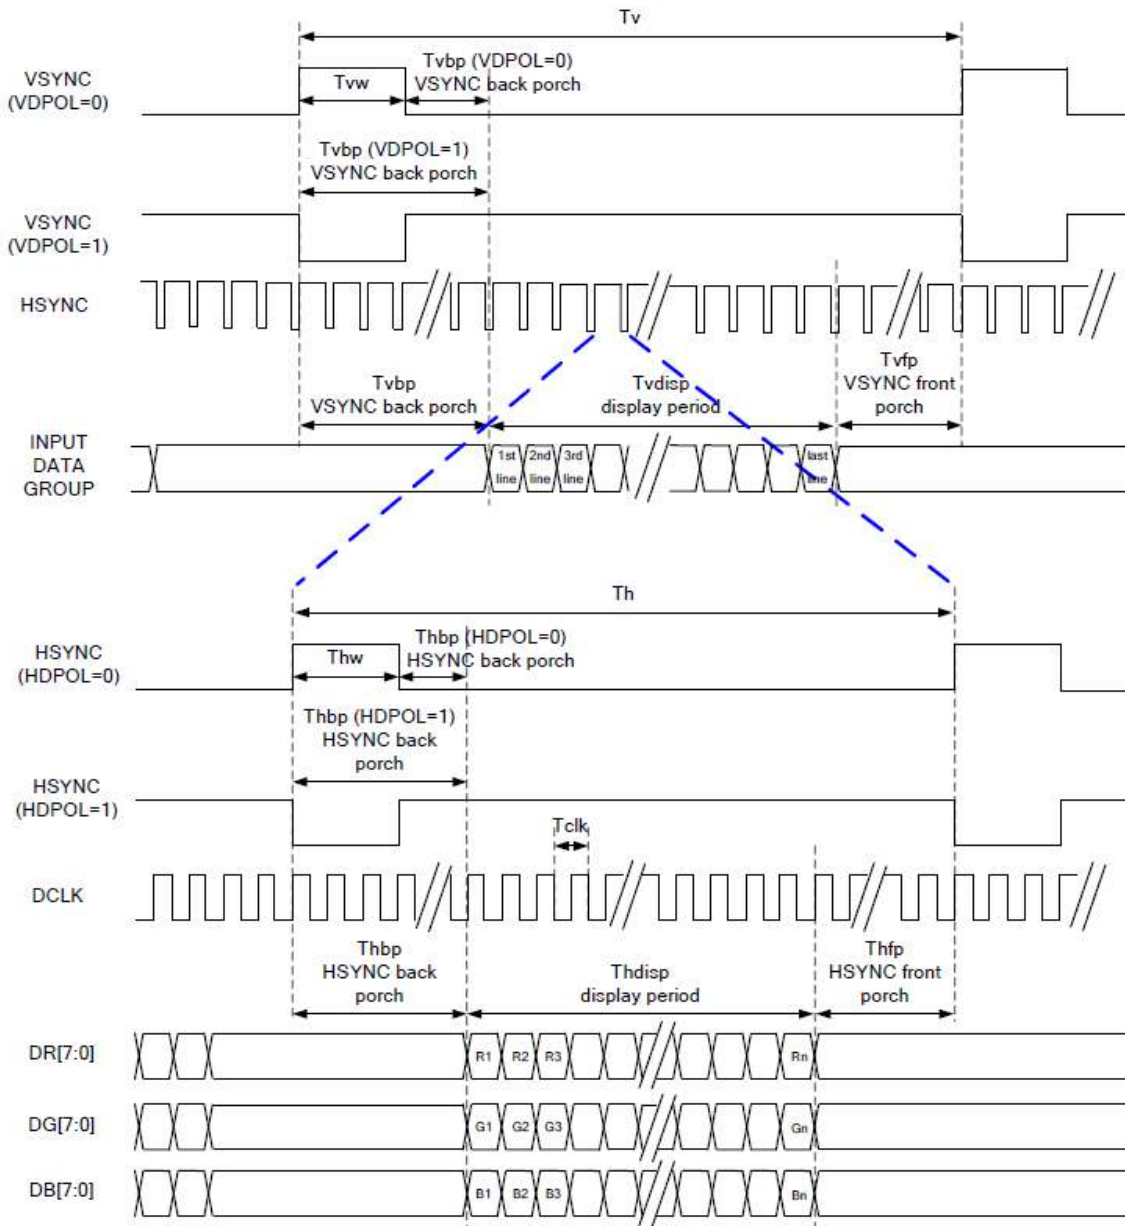 Tv
VSYNC
(VDPOL=0)
Tvw
Tvbp (VDPOL=0)
VSYNC back porch
Tvbp (VDPOL=1)
VSYNC back porch
VSYNC
(VDPOL=1)
HSYNC
Tvbp
VSYNC back porch
Tvdisp
display period
Tvfp
VSYNC front
porch
INPUT
DATA
GROUP
1st
line
2nd
line
3rd
line
last
line
Th
HSYNC
(HDPOL=0)
Thw
Thbp (HDPOL=0)
HSYNC back porch
Thbp (HDPOL=1)
HSYNC back
porch
HSYNC
(HDPOL=1)
Tclk
DCLK
Thbp
HSYNC back
porch
Thdisp
display period
Thfp
HSYNC front
porch
DR[7:0]
R1 R2 R3 Rn
DG[7:0]
G1 G2 G3 Gn
DB[7:0]
B1 B2 B3 Bn